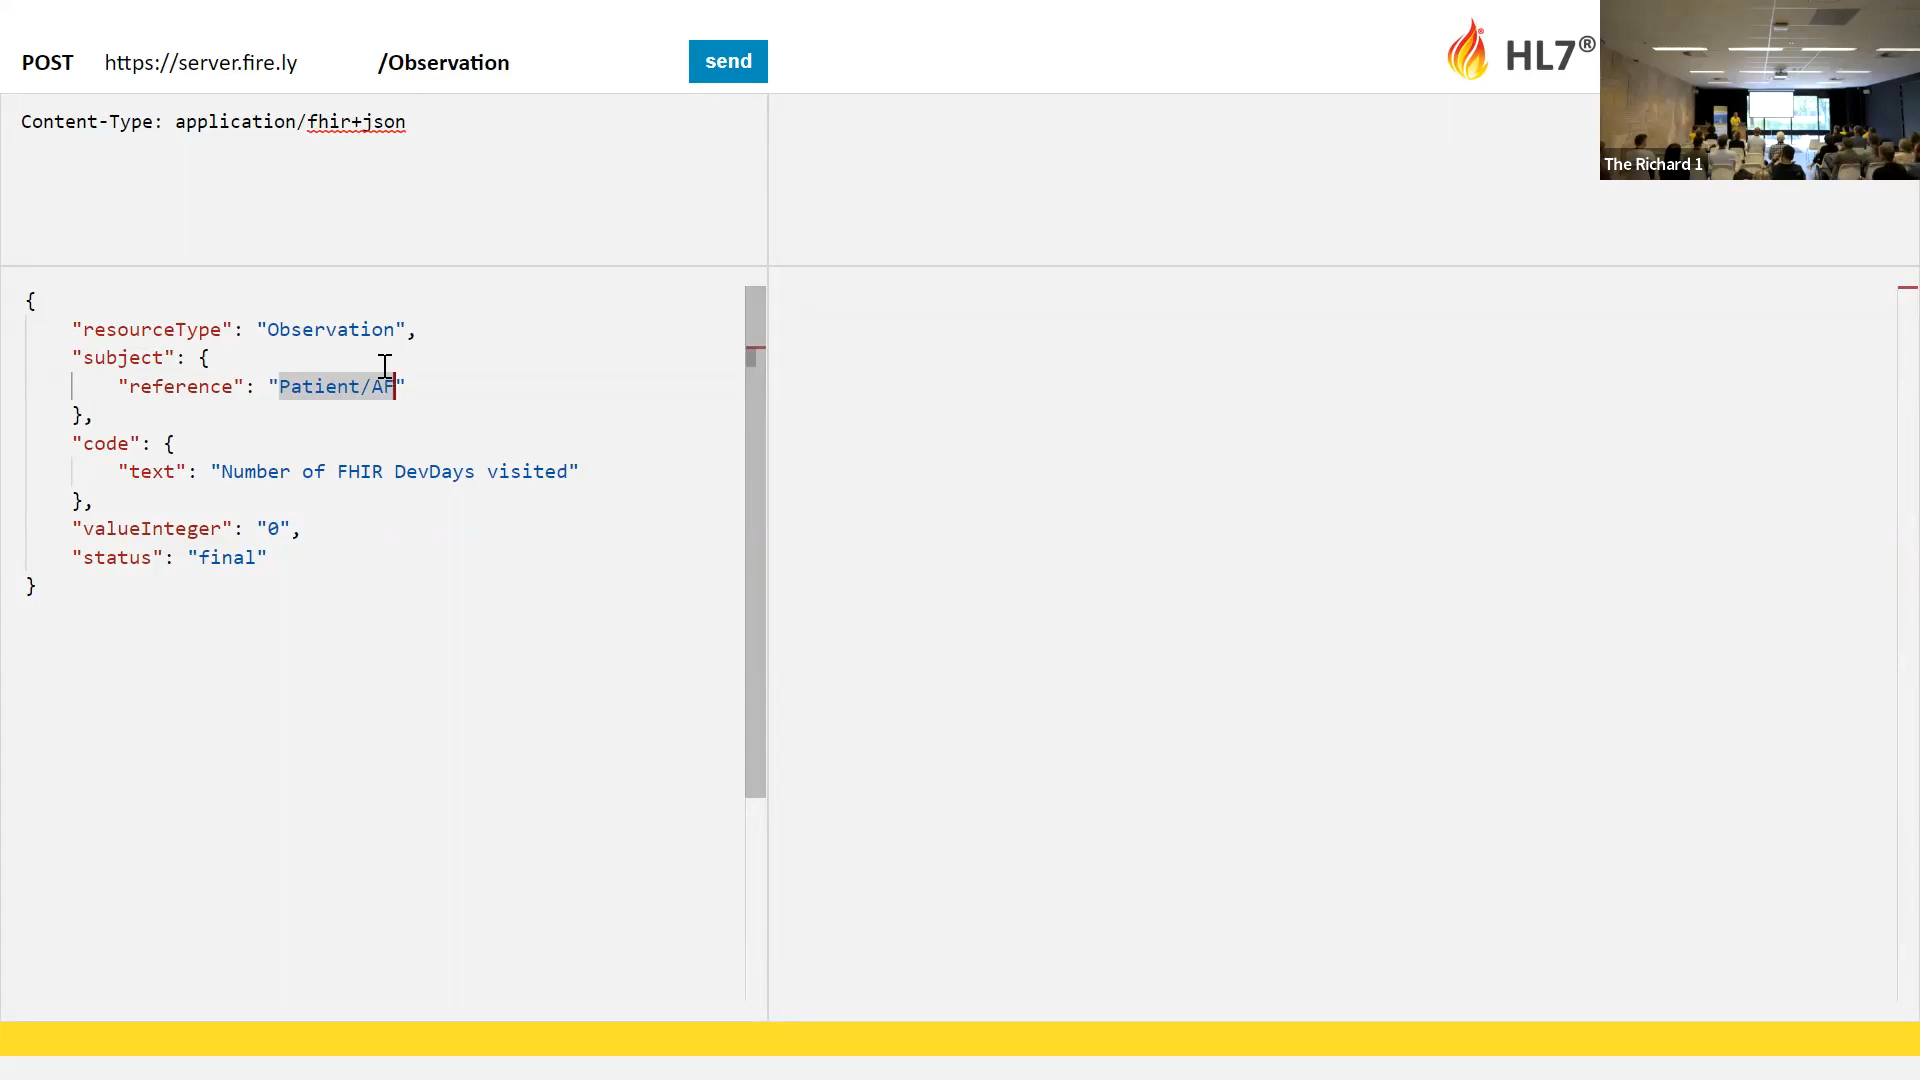 POST https://server.fire.ly /Observation send
HL7®
The Richard 1
Content-Type: application/fhir+json
{
"resourceType": "Observation",
"subject": {
"reference": "Patient/AF"
},
"code": {
"text": "Number of FHIR DevDays visited"
},
"valueInteger": "0",
"status": "final"
}